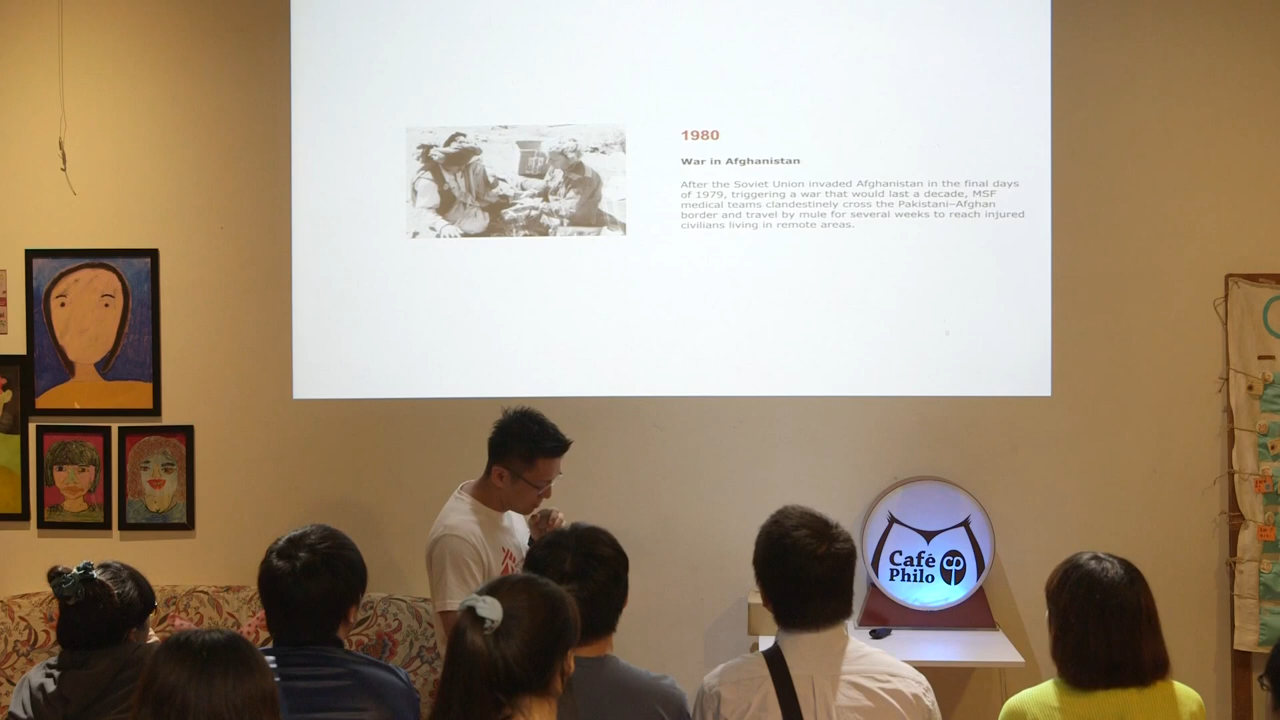 1980
War in Afghanistan
After the Soviet Union invaded Afghanistan in the final days
of 1979, triggering a war that would last a decade, MSF
medical teams clandestinely cross the Pakistani–Afghan
border and travel by mule for several weeks to reach injured
civilians living in remote areas.
Café
Philo